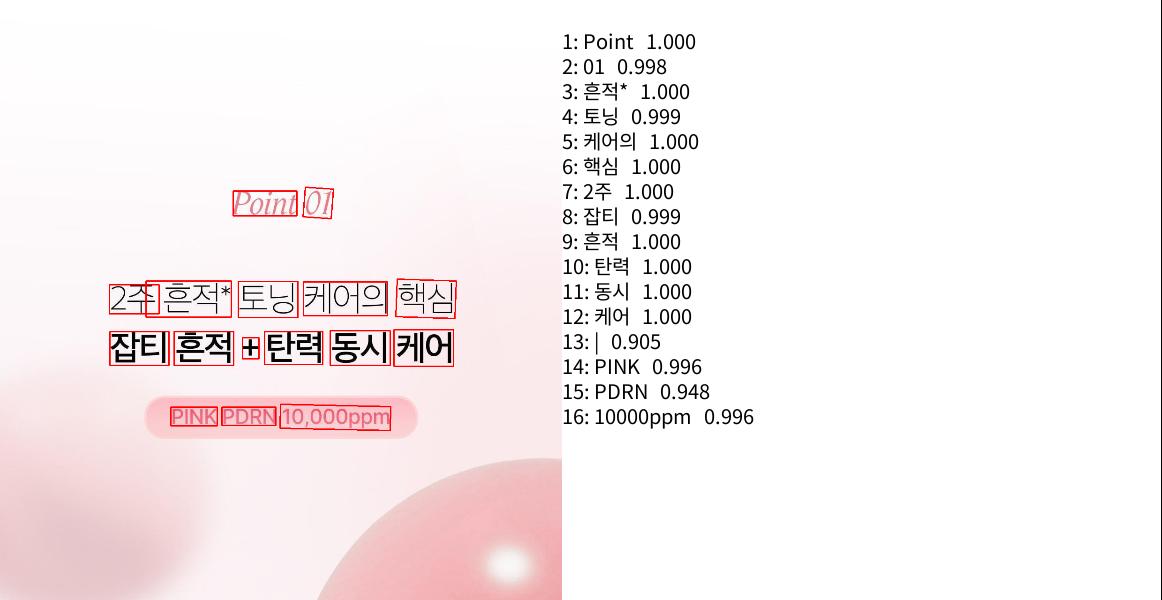 Point 01
2주 흔적* 토닝 케어의 핵심
잡티 흔적 + 탄력 동시 케어
PINK PDRN 10,000ppm
1: Point 1.000
2: 01 0.998
3: 흔적* 1.000
4: 토닝 0.999
5: 케어의 1.000
6: 핵심 1.000
7: 2주 1.000
8: 잡티 0.999
9: 흔적 1.000
10: 탄력 1.000
11: 동시 1.000
12: 케어 1.000
13: | 0.905
14: PINK 0.996
15: PDRN 0.948
16: 10000ppm 0.996